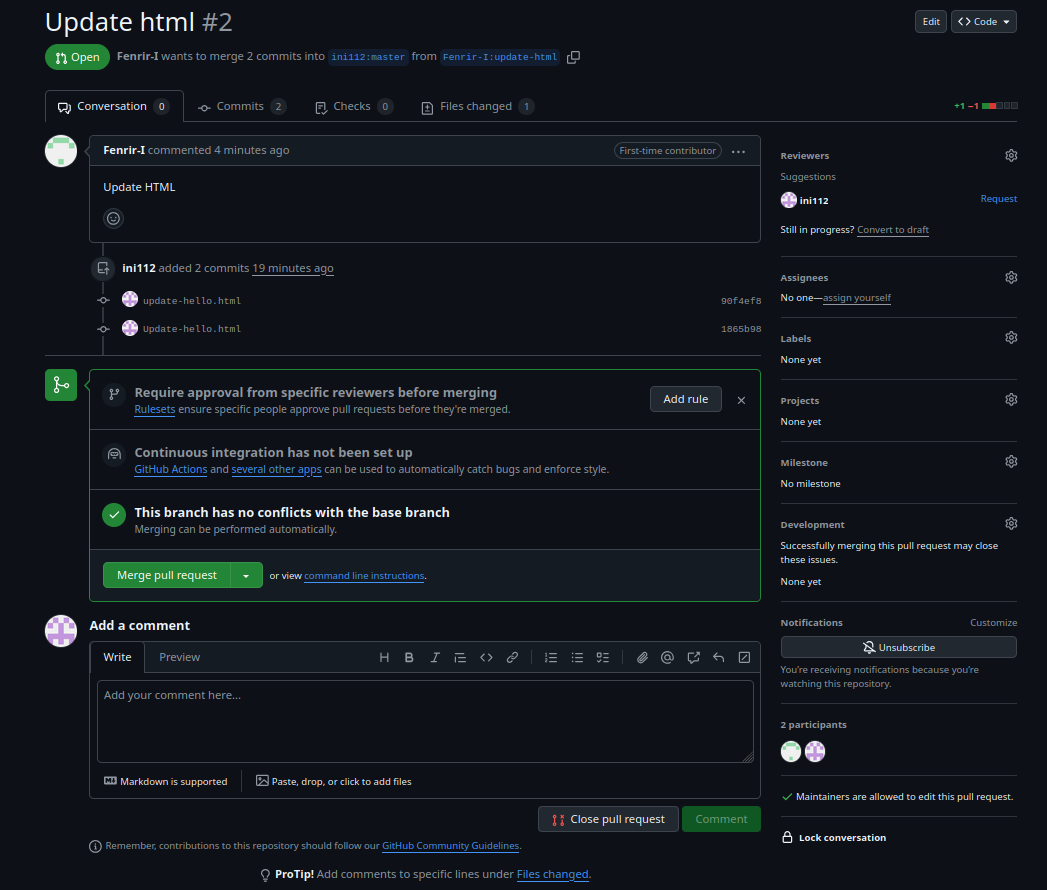 Update html #2
Edit
Code
Open
Fenrir-I wants to merge 2 commits into ini112:master from Fenrir-I:update-html
Conversation 0
Commits 2
Checks 0
Files changed 1
+1 −1
Fenrir-I commented 4 minutes ago
First-time contributor
Update HTML
ini112 added 2 commits 19 minutes ago
update-hello.html
90f4ef8
Update-hello.html
1865b98
Require approval from specific reviewers before merging
Rulesets ensure specific people approve pull requests before they're merged.
Add rule
Continuous integration has not been set up
GitHub Actions and several other apps can be used to automatically catch bugs and enforce style.
This branch has no conflicts with the base branch
Merging can be performed automatically.
Merge pull request
or view command line instructions.
Add a comment
Write
Preview
Add your comment here...
Markdown is supported
Paste, drop, or click to add files
Close pull request
Comment
Remember, contributions to this repository should follow our GitHub Community Guidelines.
ProTip! Add comments to specific lines under Files changed.
Reviewers
Suggestions
ini112
Request
Still in progress? Convert to draft
Assignees
No one—assign yourself
Labels
None yet
Projects
None yet
Milestone
No milestone
Development
Successfully merging this pull request may close
these issues.
None yet
Notifications
Customize
Unsubscribe
You're receiving notifications because you're
watching this repository.
2 participants
Maintainers are allowed to edit this pull request.
Lock conversation